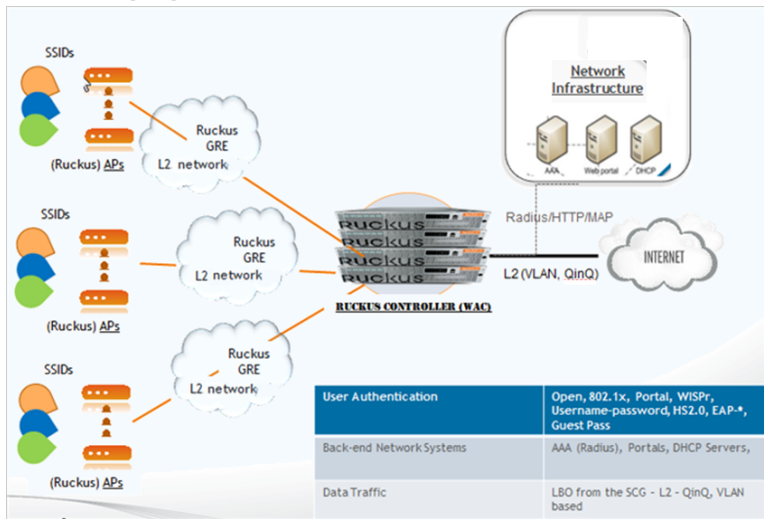 SSIDs
(Ruckus) APs
Ruckus
GRE
L2 network
SSIDs
(Ruckus) APs
Ruckus
GRE
L2 network
SSIDs
(Ruckus) APs
Ruckus
GRE
L2 network
RUCKUS
RUCKUS
RUCKUS
RUCKUS
RUCKUS CONTROLLER (WAC)
Network
Infrastructure
AAA Web portal DHCP
Radius/HTTP/MAP
INTERNET
L2 (VLAN, QinQ)
User Authentication
Open, 802.1x, Portal, WISPr,
Username-password, HS2.0, EAP-*,
Guest Pass
Back-end Network Systems
AAA (Radius), Portals, DHCP Servers,
Data Traffic
LBO from the SCG - L2 - QinQ, VLAN
based